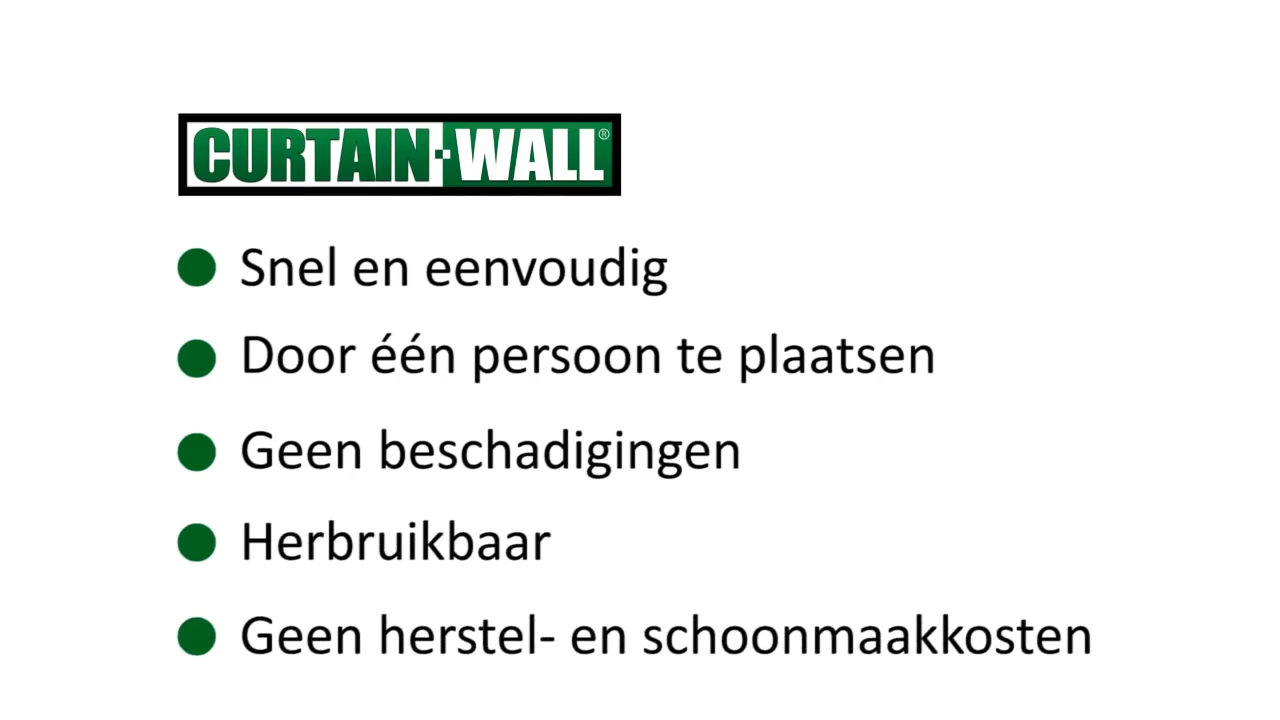 CURTAIN-WALL®
Snel en eenvoudig
Door één persoon te plaatsen
Geen beschadigingen
Herbruikbaar
Geen herstel- en schoonmaakkosten